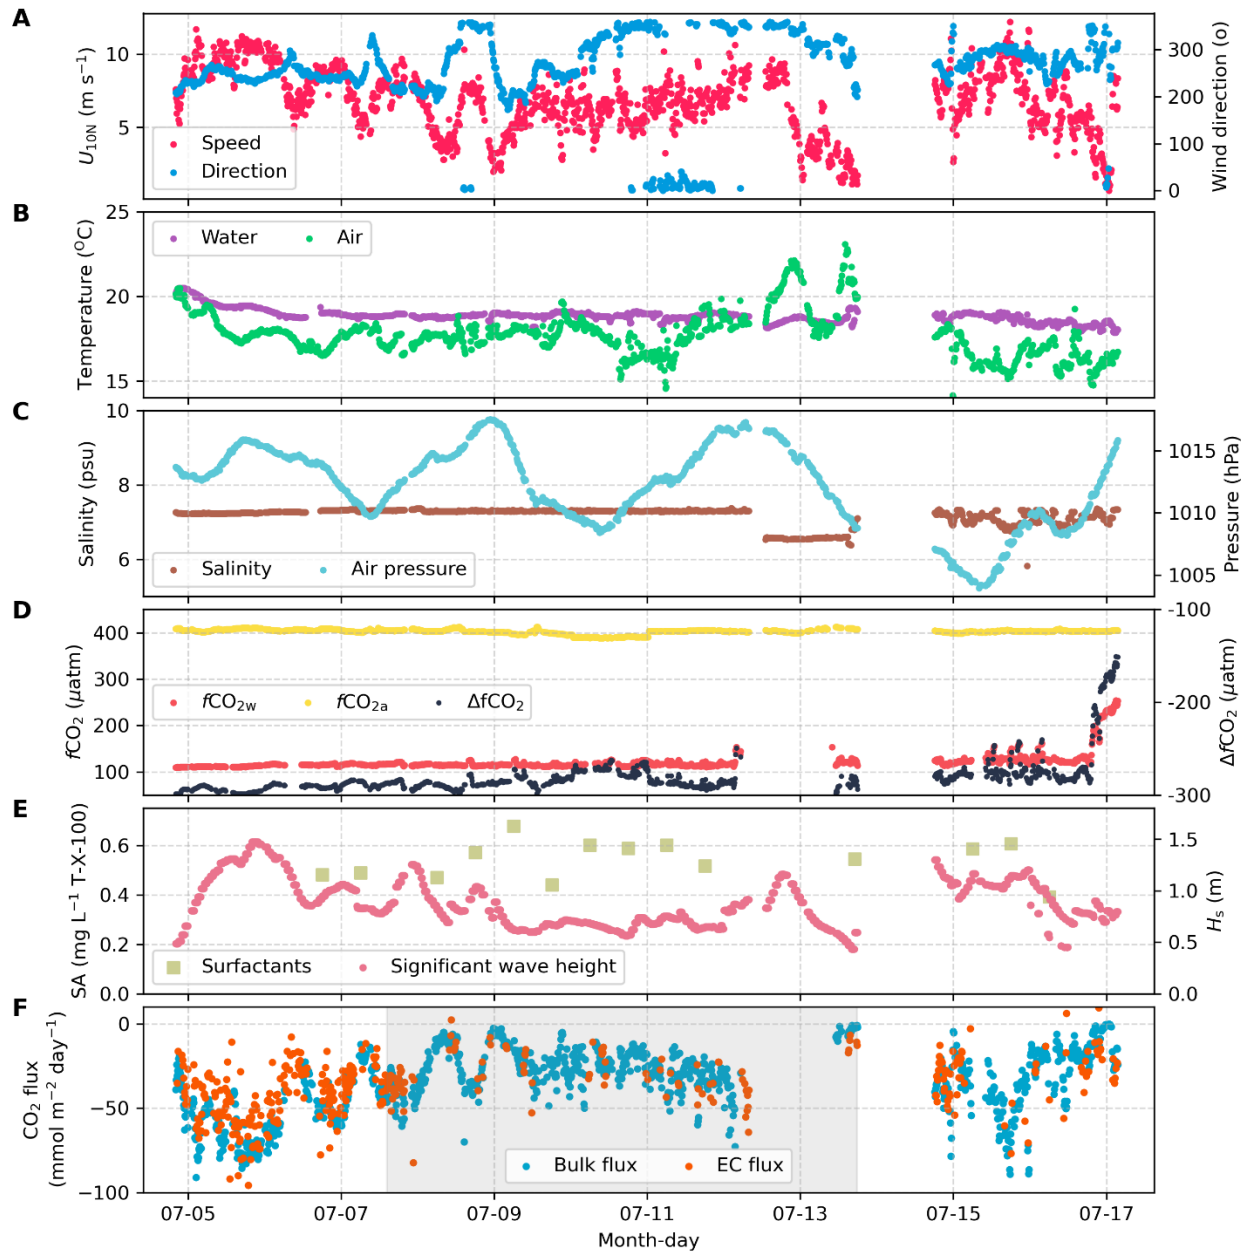 A
U₁₀N (m s⁻¹)
10
5
Speed
Direction
300
200
100
0
Wind direction (o)
B
Temperature (°C)
25
20
15
Water
Air
C
Salinity (psu)
10
8
6
Salinity
Air pressure
1015
1010
1005
Pressure (hPa)
D
fCO₂ (μatm)
400
300
200
100
fCO₂w
fCO₂a
ΔfCO₂
-100
-200
-300
ΔfCO₂ (μatm)
E
SA (mg L⁻¹ T-X-100)
0.6
0.4
0.2
0.0
Surfactants
Significant wave height
1.5
1.0
0.5
0.0
Hₛ (m)
F
CO₂ flux
(mmol m⁻² day⁻¹)
0
−50
−100
Bulk flux
EC flux
07-05
07-07
07-09
07-11
07-13
07-15
07-17
Month-day